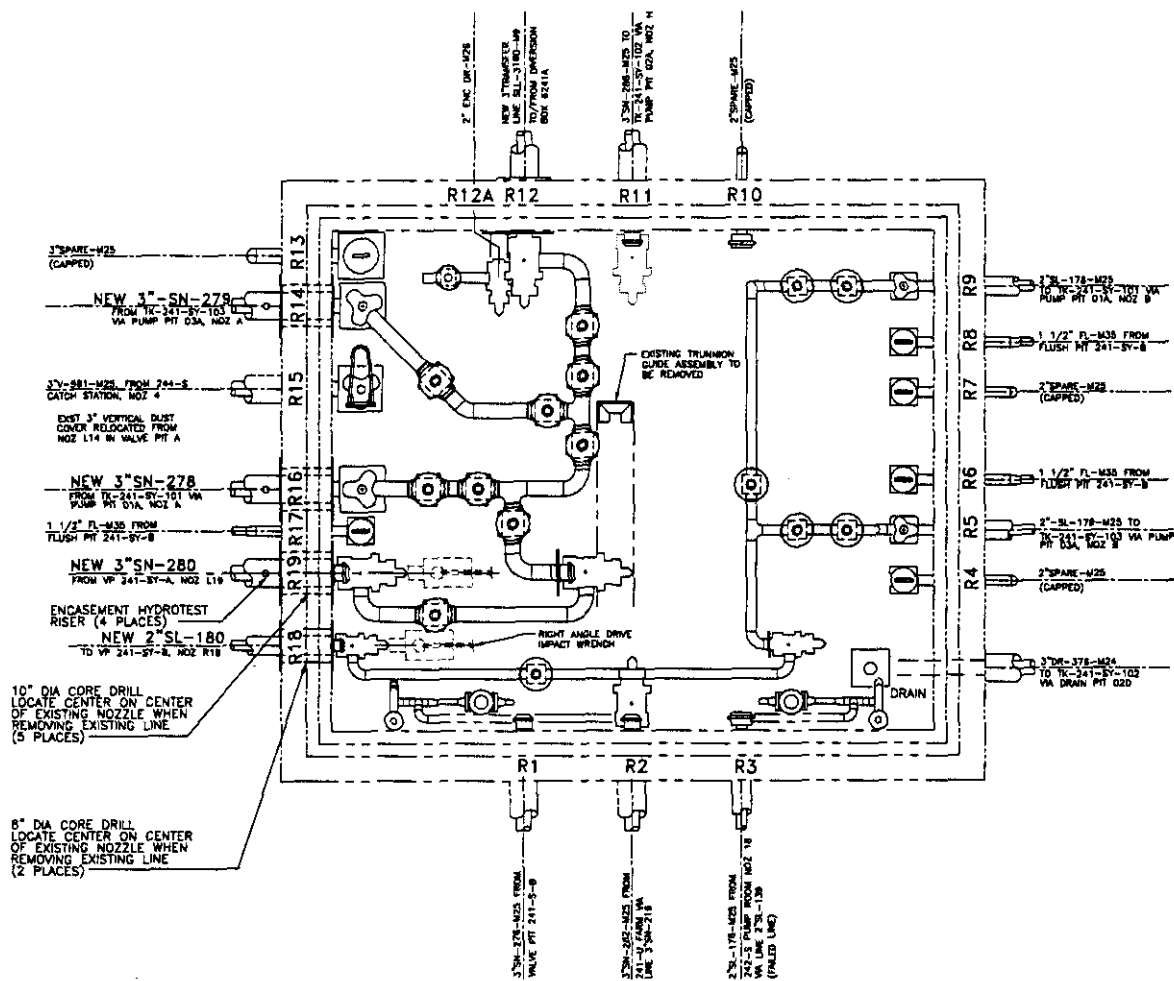 2" ENC DR-M26
NEW 3"TRANSFER
LINE SLL-3160-M9
TO/FROM DIVERSION
BOX 6241A
3"SN-286-M25 TO
TK-241-SY-102 VIA
PUMP PIT 02A, NOZ H
2"SPARE-M25
(CAPPED)
R12A
R12
R11
R10
R13
3"SPARE-M25
(CAPPED)
R14
NEW 3"-SN-279
FROM TK-241-SY-103
VIA PUMP PIT 03A, NOZ A
R15
3"V-581-M25, FROM 244-S
CATCH STATION, NOZ 4
EXIST 3" VERTICAL DUST
COVER RELOCATED FROM
NOZ L14 IN VALVE PIT A
R16
NEW 3"SN-278
FROM TK-241-SY-101 VIA
PUMP PIT 01A, NOZ A
R17
1 1/2" FL-M35 FROM
FLUSH PIT 241-SY-B
R19
NEW 3"SN-280
FROM VP 241-SY-A, NOZ L19
ENCASEMENT HYDROTEST
RISER (4 PLACES)
R18
NEW 2"SL-180
TO VP 241-SY-B, NOZ R18
10" DIA CORE DRILL
LOCATE CENTER ON CENTER
OF EXISTING NOZZLE WHEN
REMOVING EXISTING LINE
(5 PLACES)
8" DIA CORE DRILL
LOCATE CENTER ON CENTER
OF EXISTING NOZZLE WHEN
REMOVING EXISTING LINE
(2 PLACES)
EXISTING TRUNNION
GUIDE ASSEMBLY TO
BE REMOVED
RIGHT ANGLE DRIVE
IMPACT WRENCH
DRAIN
R9
2"SL-178-M25
TO TK-241-SY-101 VIA
PUMP PIT 01A, NOZ B
R8
1 1/2" FL-M35 FROM
FLUSH PIT 241-SY-B
R7
2"SPARE-M25
(CAPPED)
R6
1 1/2" FL-M35 FROM
FLUSH PIT 241-SY-B
R5
2"-SL-179-M25 TO
TK-241-SY-103 VIA PUMP
PIT 03A, NOZ B
R4
2"SPARE-M25
(CAPPED)
3"DR-376-M24
TO TK-241-SY-102
VIA DRAIN PIT 02D
R1
R2
R3
3"SN-276-M25 FROM
VALVE PIT 241-S-B
3"SN-282-M25 FROM
241-U FARM VIA
LINE 3"SN-216
2"SL-176-M25 FROM
242-S PUMP ROOM NOZ 18
VIA LINE 2"SL-139
(FAILED LINE)